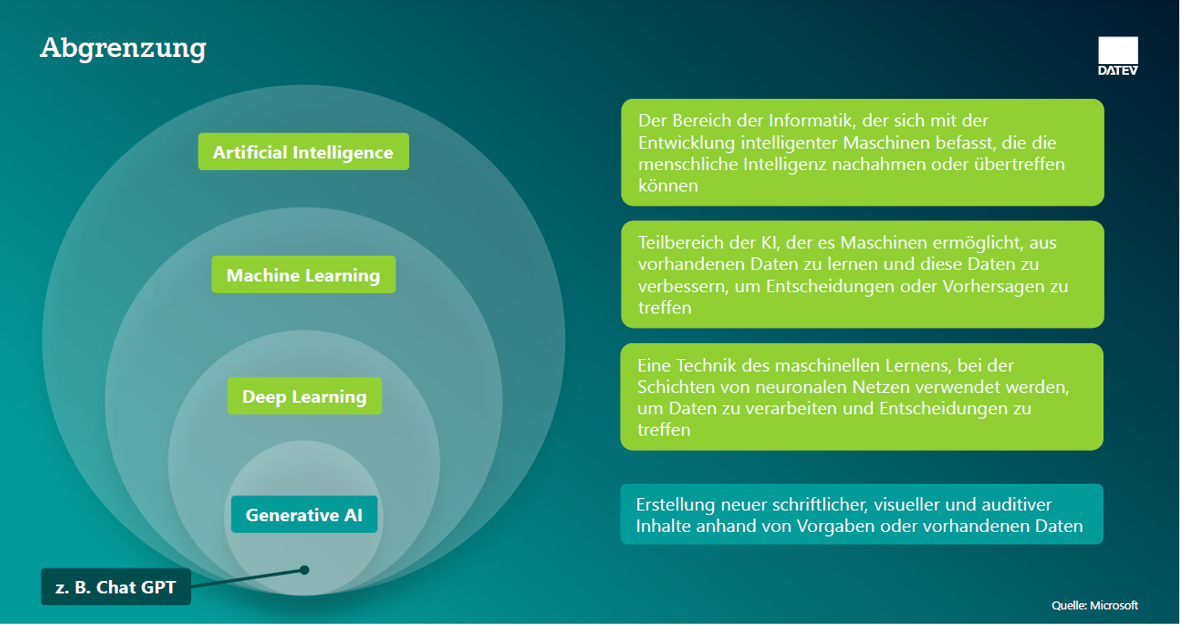 Abgrenzung
DATEV
Artificial Intelligence
Der Bereich der Informatik, der sich mit der
Entwicklung intelligenter Maschinen befasst, die die
menschliche Intelligenz nachahmen oder übertreffen
können
Machine Learning
Teilbereich der KI, der es Maschinen ermöglicht, aus
vorhandenen Daten zu lernen und diese Daten zu
verbessern, um Entscheidungen oder Vorhersagen zu
treffen
Deep Learning
Eine Technik des maschinellen Lernens, bei der
Schichten von neuronalen Netzen verwendet werden,
um Daten zu verarbeiten und Entscheidungen zu
treffen
Generative AI
Erstellung neuer schriftlicher, visueller und auditiver
Inhalte anhand von Vorgaben oder vorhandenen Daten
z. B. Chat GPT
Quelle: Microsoft